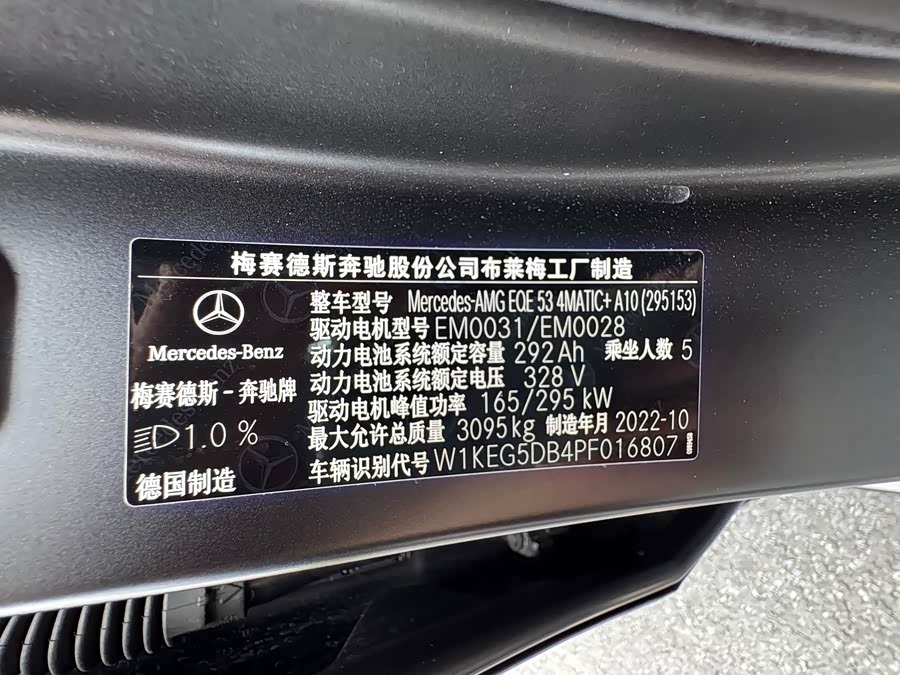 梅赛德斯奔驰股份公司布莱梅工厂制造
整车型号 Mercedes-AMG EQE 53 4MATIC+ A10 (295153)
驱动电机型号 EM0031/EM0028
Mercedes-Benz
动力电池系统额定容量 292Ah 乘坐人数 5
动力电池系统额定电压 328 V
梅赛德斯-奔驰牌
驱动电机峰值功率 165/295 kW
1.0 %
最大允许总质量 3095kg 制造年月 2022-10
车辆识别代号 W1KEG5DB4PF016807
德国制造